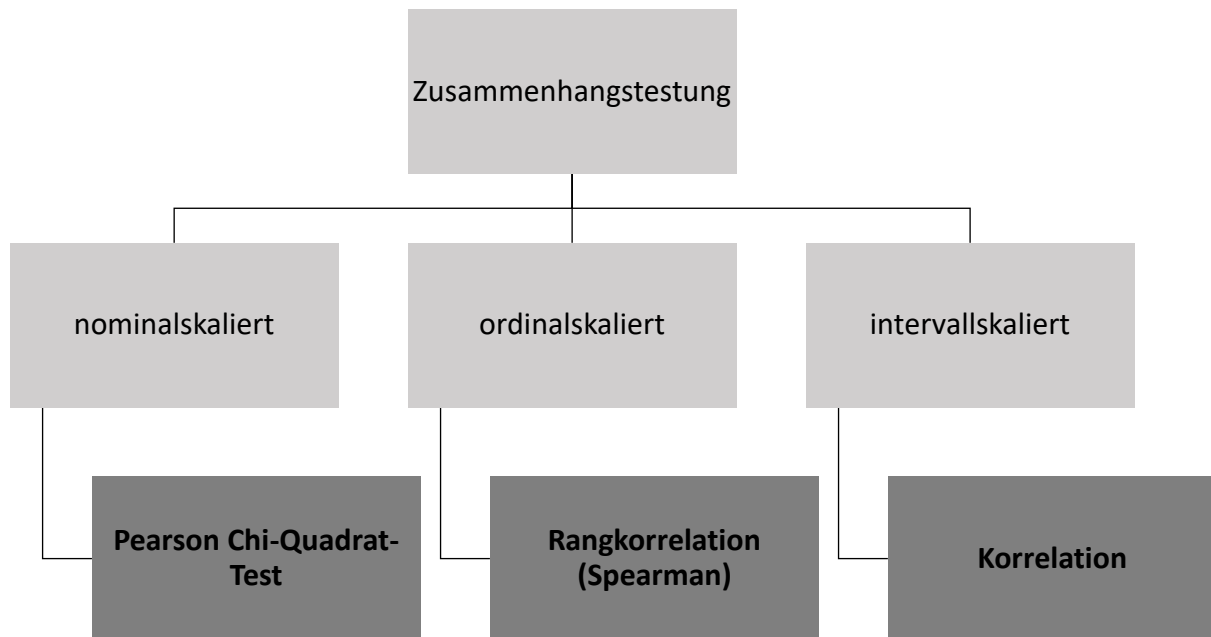 Zusammenhangstestung
nominalskaliert
ordinalskaliert
intervallskaliert
Pearson Chi-Quadrat-
Test
Rangkorrelation
(Spearman)
Korrelation